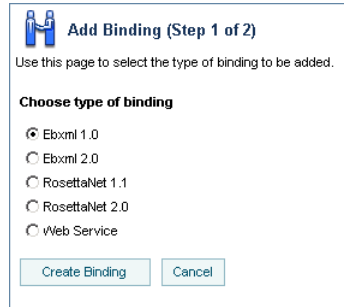 Add Binding (Step 1 of 2)
Use this page to select the type of binding to be added.
Choose type of binding
Ebxml 1.0
Ebxml 2.0
RosettaNet 1.1
RosettaNet 2.0
Web Service
Create Binding Cancel